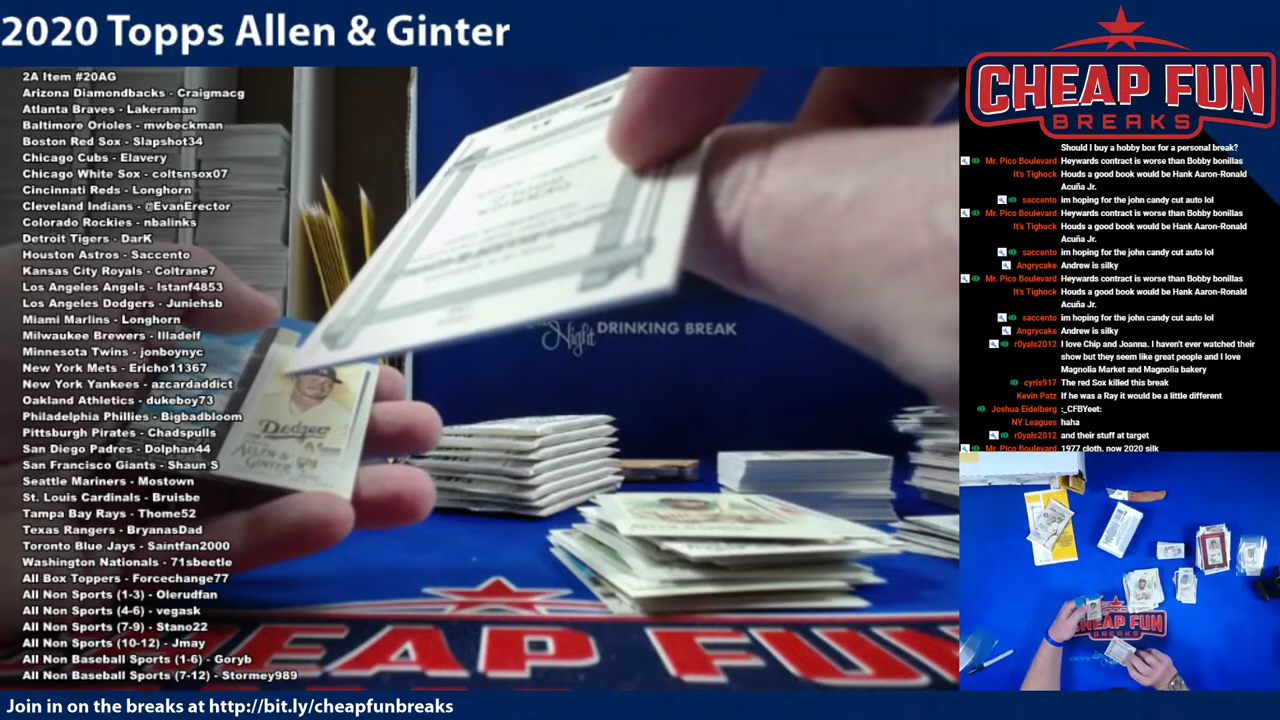 2020 Topps Allen & Ginter
2A Item #20AG
Arizona Diamondbacks - Craigmacg
Atlanta Braves - Lakeraman
Baltimore Orioles - mwbeckman
Boston Red Sox - Slapshot34
Chicago Cubs - Elavery
Chicago White Sox - coltsnsox07
Cincinnati Reds - Longhorn
Cleveland Indians - @EvanErector
Colorado Rockies - nbalinks
Detroit Tigers - DarK
Houston Astros - Saccento
Kansas City Royals - Coltrane7
Los Angeles Angels - Istanf4853
Los Angeles Dodgers - Juniehsb
Miami Marlins - Longhorn
Milwaukee Brewers - Illadelf
Minnesota Twins - jonboynyc
New York Mets - Ericho11367
New York Yankees - azcardaddict
Oakland Athletics - dukeboy73
Philadelphia Phillies - Bigbadbloom
Pittsburgh Pirates - Chadspulls
San Diego Padres - Dolphan44
San Francisco Giants - Shaun S
Seattle Mariners - Mostown
St. Louis Cardinals - Bruisbe
Tampa Bay Rays - Thome52
Texas Rangers - BryanasDad
Toronto Blue Jays - Saintfan2000
Washington Nationals - 71sbeetle
All Box Toppers - Forcechange77
All Non Sports (1-3) - Olerudfan
All Non Sports (4-6) - vegask
All Non Sports (7-9) - Stano22
All Non Sports (10-12) - Jmay
All Non Baseball Sports (1-6) - Goryb
All Non Baseball Sports (7-12) - Stormey989
Night DRINKING BREAK
Dodgers
GINTER
HEAP FUN
CHEAP FUN
BREAKS
Should I buy a hobby box for a personal break?
Mr. Pico Boulevard Heywards contract is worse than Bobby bonillas
It's Tighock Houds a good book would be Hank Aaron-Ronald
Acuña Jr.
saccento im hoping for the john candy cut auto lol
Mr. Pico Boulevard Heywards contract is worse than Bobby bonillas
It's Tighock Houds a good book would be Hank Aaron-Ronald
Acuña Jr.
saccento im hoping for the john candy cut auto lol
Angrycake Andrew is silky
Mr. Pico Boulevard Heywards contract is worse than Bobby bonillas
It's Tighock Houds a good book would be Hank Aaron-Ronald
Acuña Jr.
saccento im hoping for the john candy cut auto lol
Angrycake Andrew is silky
r0yals2012 I love Chip and Joanna. I haven't ever watched their
show but they seem like great people and I love
Magnolia Market and Magnolia bakery
cyris917 The red Sox killed this break
Kevin Patz If he was a Ray it would be a little different
Joshua Eidelberg :_CFBYeet:
NY Leagues haha
r0yals2012 and their stuff at target
Mr. Pico Boulevard 1977 cloth, now 2020 silk
CHEAP FUN
BREAKS
Join in on the breaks at http://bit.ly/cheapfunbreaks